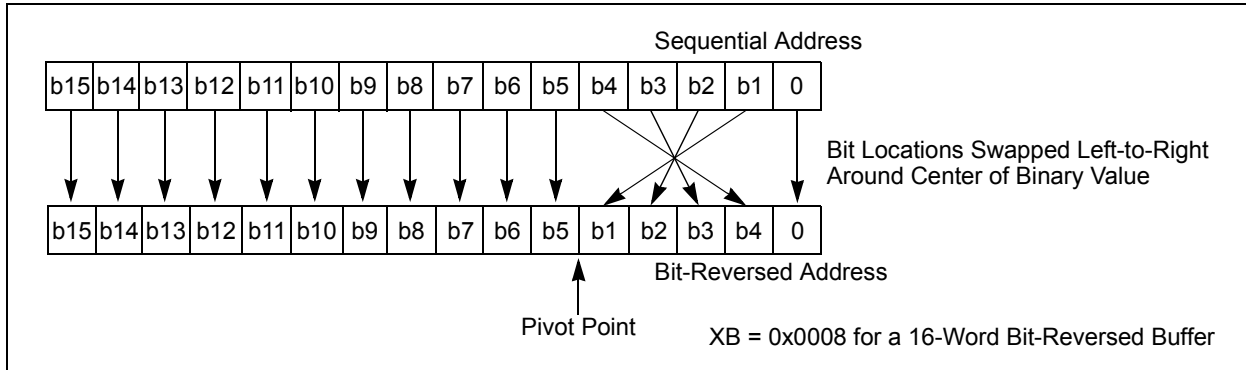 Sequential Address
b15 b14 b13 b12 b11 b10 b9 b8 b7 b6 b5 b4 b3 b2 b1 0
Bit Locations Swapped Left-to-Right
Around Center of Binary Value
b15 b14 b13 b12 b11 b10 b9 b8 b7 b6 b5 b1 b2 b3 b4 0
Bit-Reversed Address
Pivot Point
XB = 0x0008 for a 16-Word Bit-Reversed Buffer